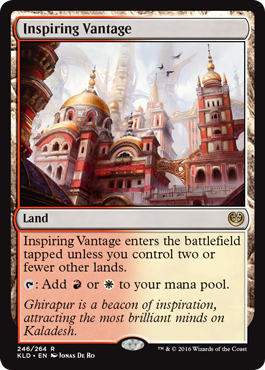 Inspiring Vantage
Land
Inspiring Vantage enters the battlefield
tapped unless you control two or
fewer other lands.
: Add or to your mana pool.
Ghirapur is a beacon of inspiration,
attracting the most brilliant minds on
Kaladesh.
246/264 R
KLD • EN Jonas De Ro
™ & © 2016 Wizards of the Coast